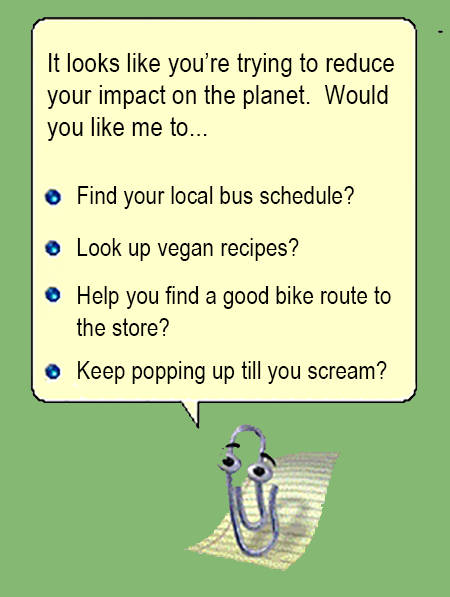 It looks like you’re trying to reduce
your impact on the planet.  Would
you like me to...
Find your local bus schedule?
Look up vegan recipes?
Help you find a good bike route to
the store?
Keep popping up till you scream?